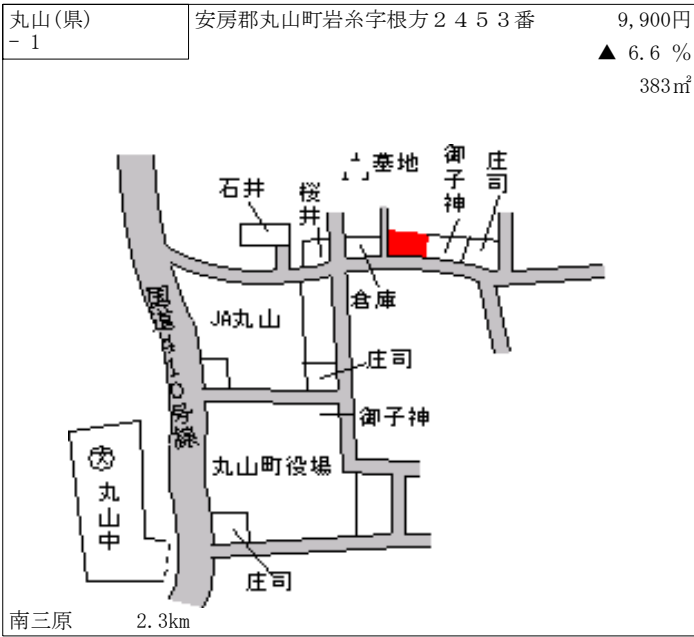 丸山(県)
- 1
安房郡丸山町岩糸字根方２４５３番
9,900円
▲ 6.6 %
383㎡
石井
桜井
墓地
御子神
庄司
倉庫
JA丸山
庄司
御子神
国道410号線
丸山町役場
文
丸山中
庄司
南三原 2.3km